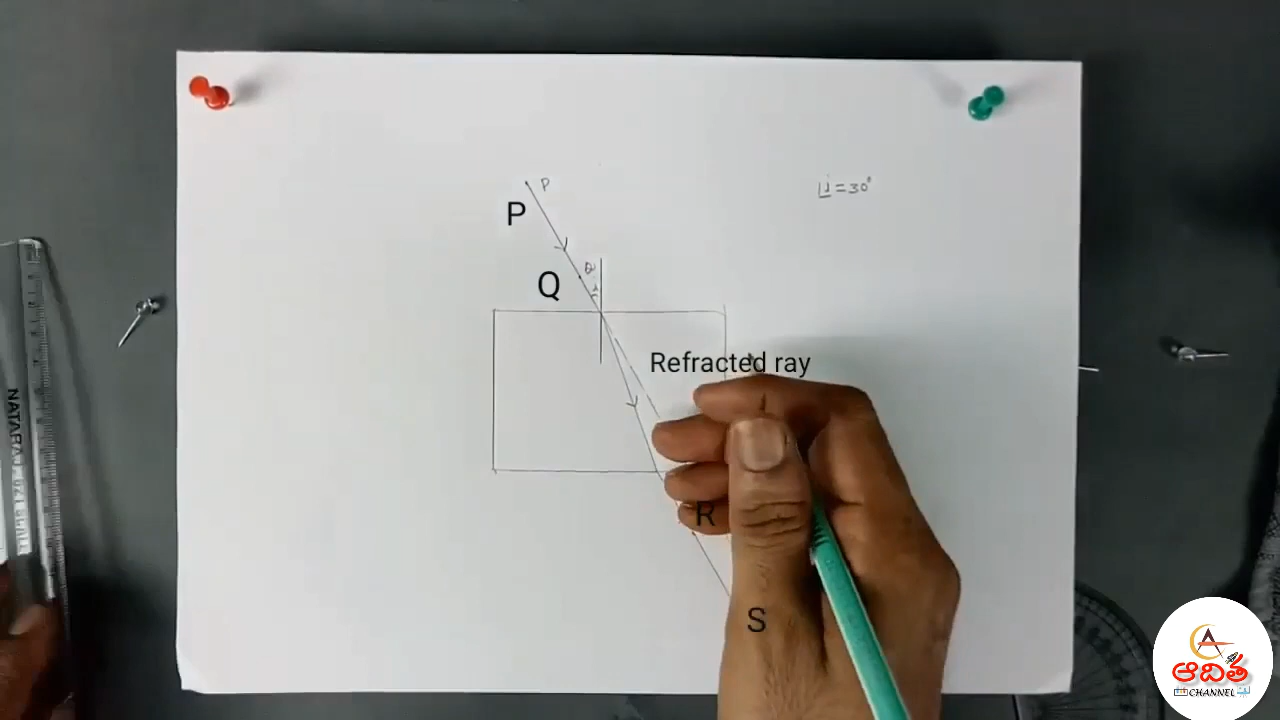 P
P
∠i = 30°
Q
Q
i
Refracted ray
R
S
NATARAJ
ఆదిత్య
CHANNEL